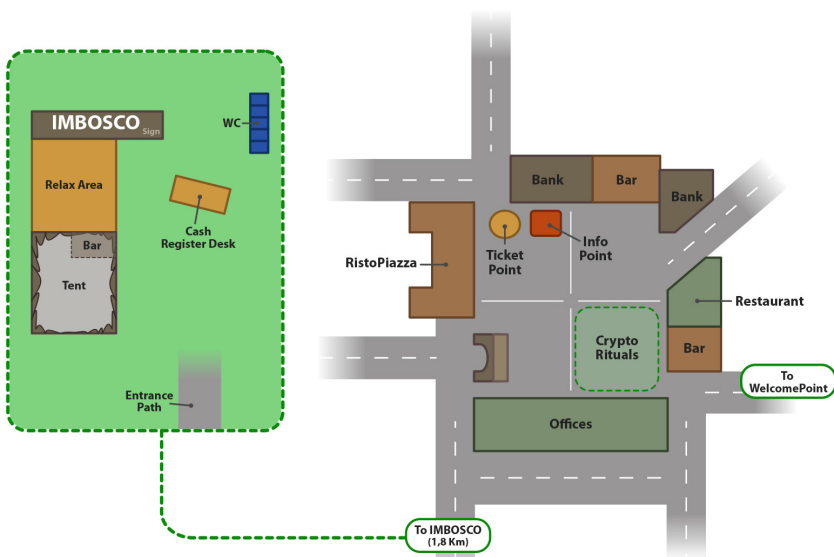 IMBOSCO
Sign
WC
Relax Area
Cash
Register Desk
Bar
Tent
Entrance
Path
Bank
Bar
Bank
Ticket
Point
Info
Point
RistoPiazza
Restaurant
Crypto
Rituals
Bar
To
WelcomePoint
Offices
To IMBOSCO
(1,8 Km)